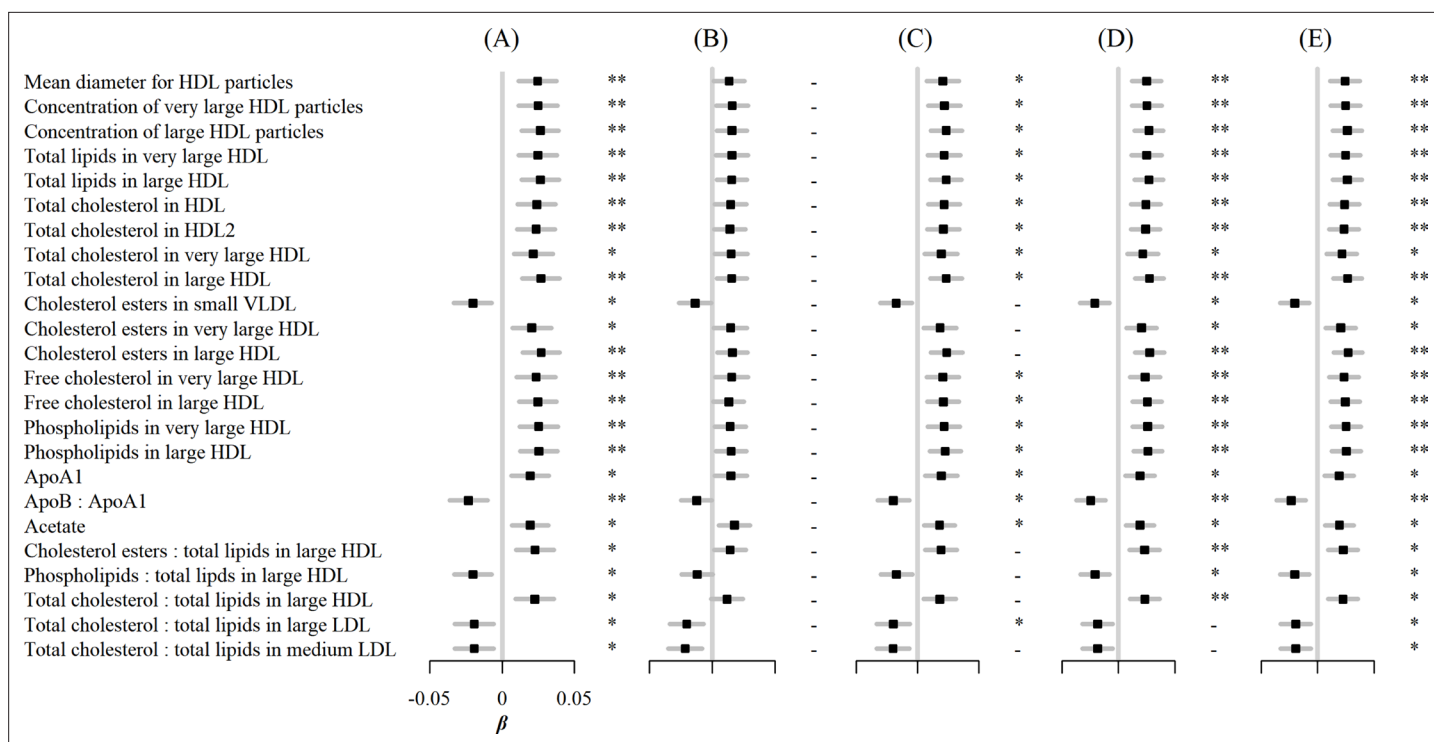 (A) (B) (C) (D) (E)
Mean diameter for HDL particles ** - * ** **
Concentration of very large HDL particles ** - * ** **
Concentration of large HDL particles ** - * ** **
Total lipids in very large HDL ** - * ** **
Total lipids in large HDL ** - * ** **
Total cholesterol in HDL ** - * ** **
Total cholesterol in HDL2 ** - * ** **
Total cholesterol in very large HDL * - * * *
Total cholesterol in large HDL ** - * ** **
Cholesterol esters in small VLDL * - - * *
Cholesterol esters in very large HDL * - - * *
Cholesterol esters in large HDL ** - - ** **
Free cholesterol in very large HDL ** - * ** **
Free cholesterol in large HDL ** - * ** **
Phospholipids in very large HDL ** - * ** **
Phospholipids in large HDL ** - * ** **
ApoA1 * - * * *
ApoB : ApoA1 ** - * ** **
Acetate * - * * *
Cholesterol esters : total lipids in large HDL * - - ** *
Phospholipids : total lipds in large HDL * - - * *
Total cholesterol : total lipids in large HDL * - - ** *
Total cholesterol : total lipids in large LDL * - * - *
Total cholesterol : total lipids in medium LDL * - - - *
-0.05 0 0.05
β